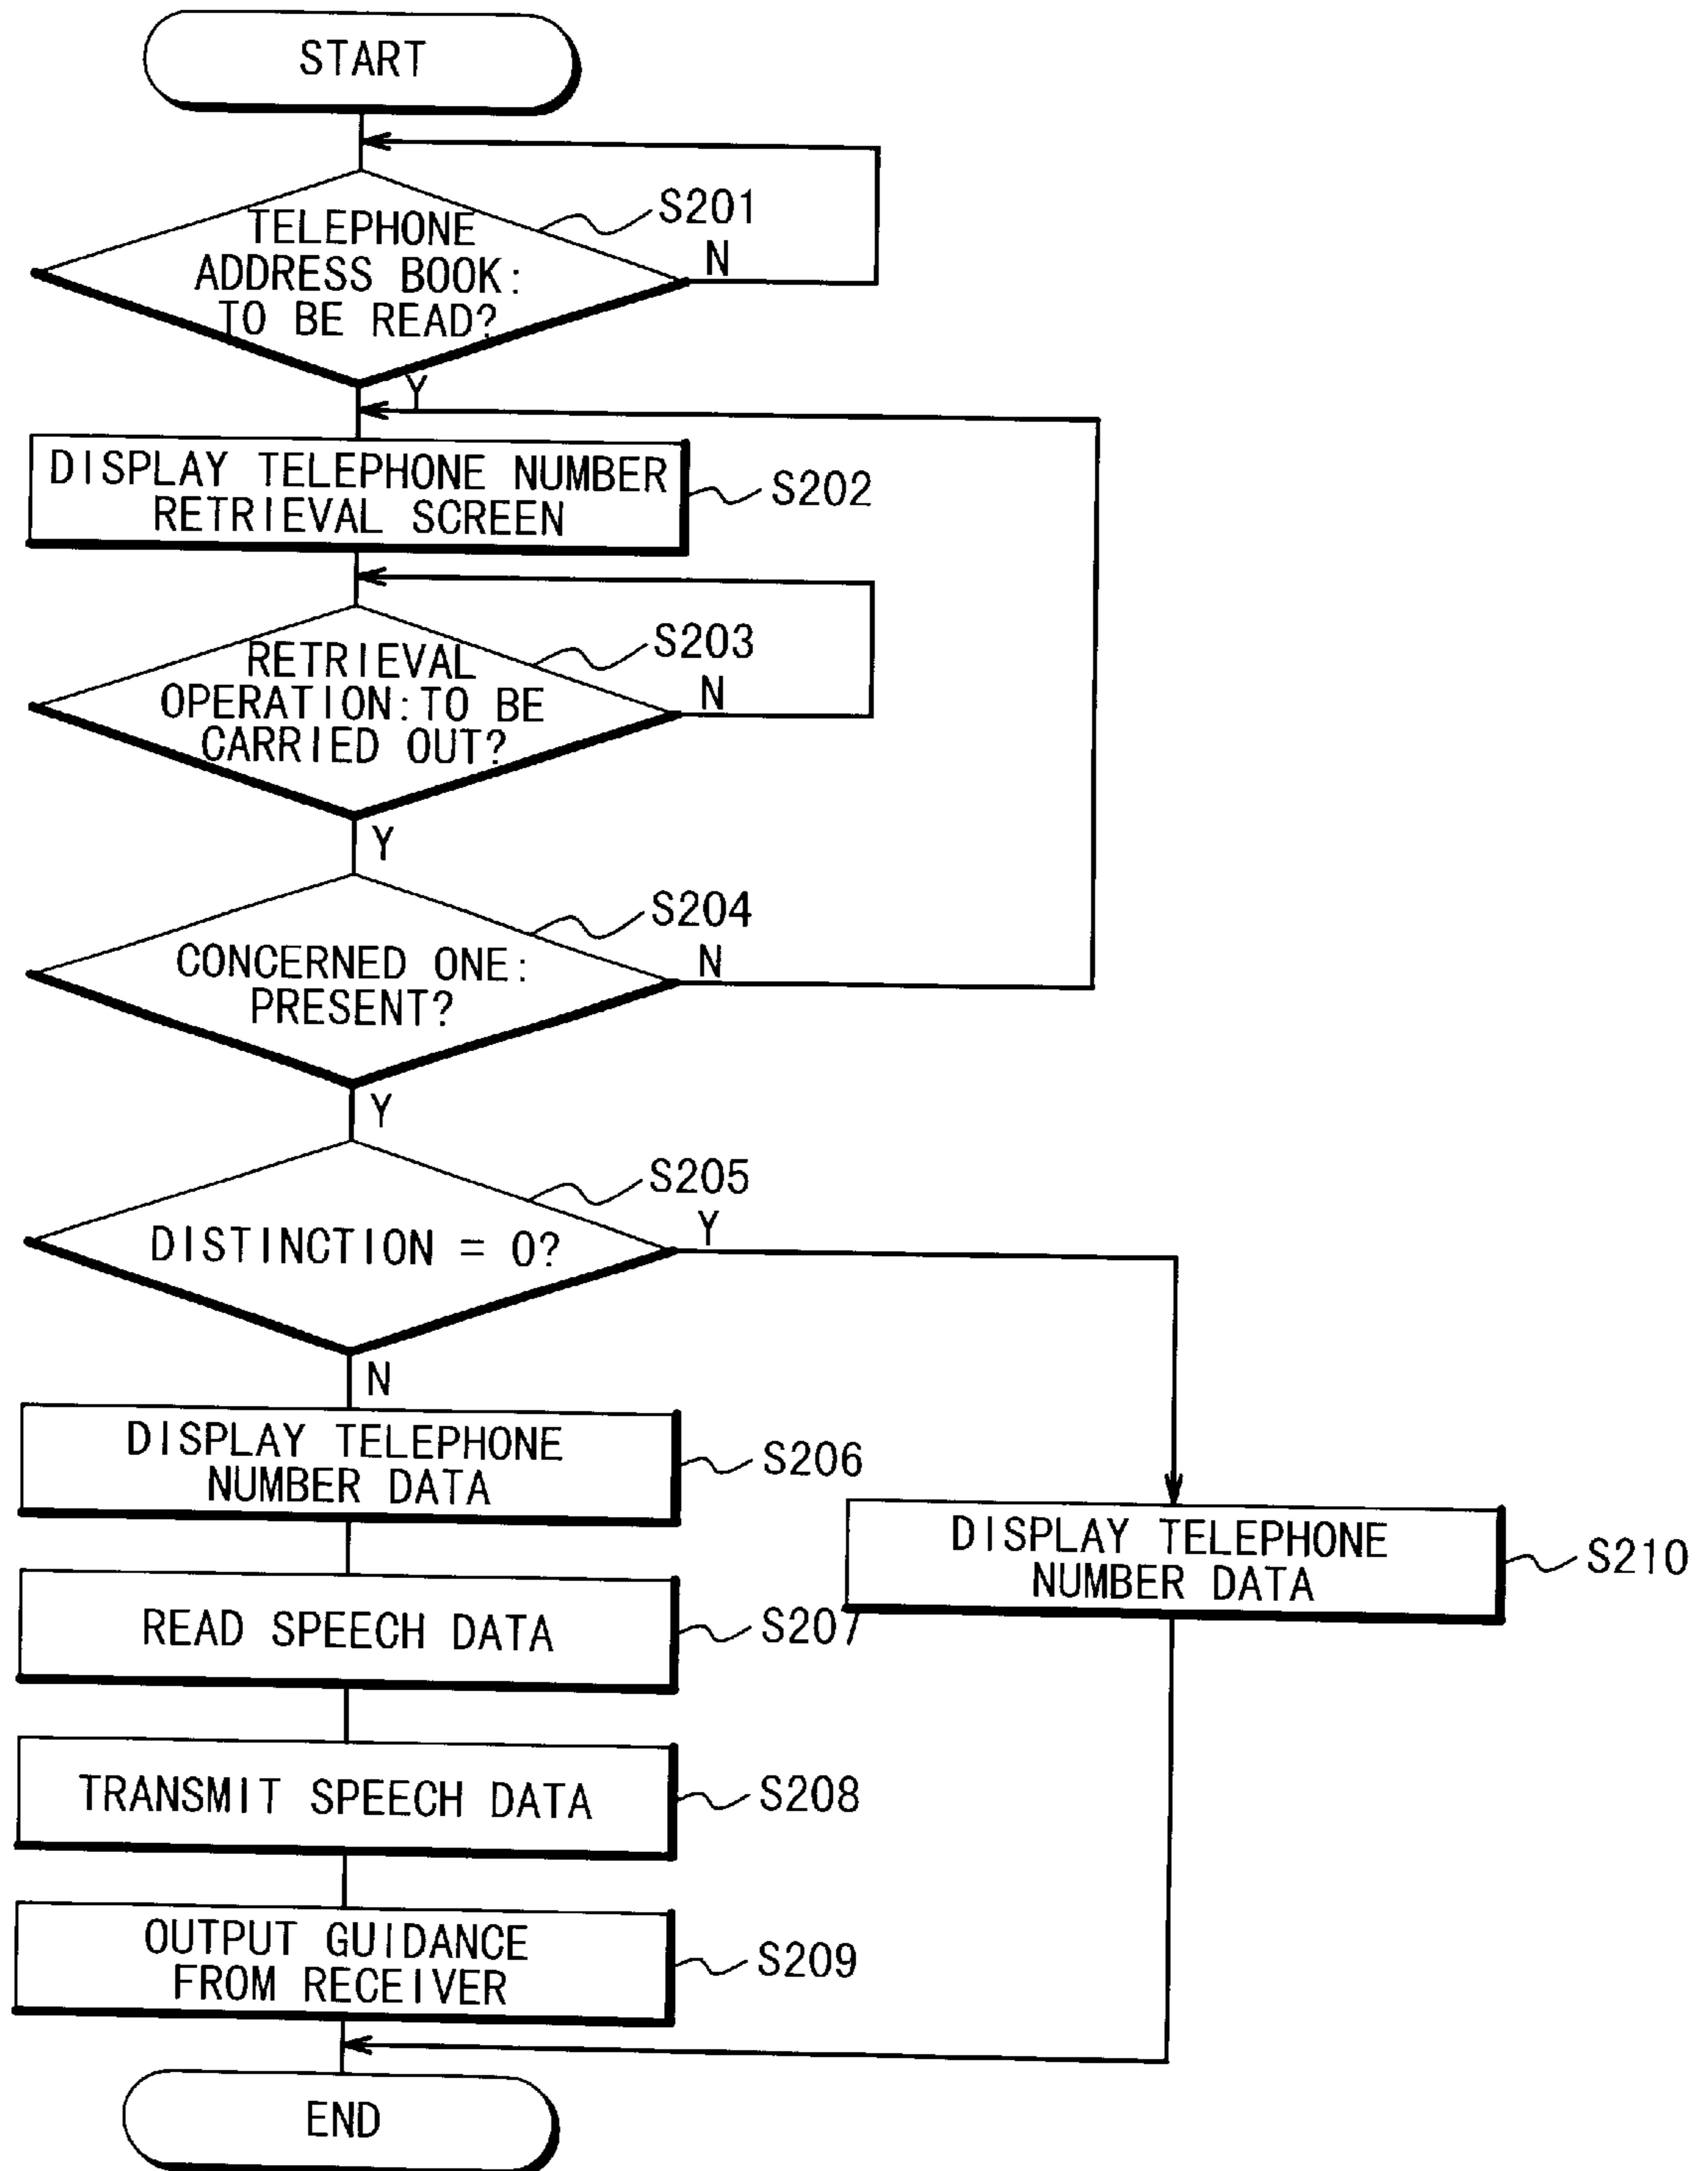 START
TELEPHONE
ADDRESS BOOK:
TO BE READ?
S201
N
Y
DISPLAY TELEPHONE NUMBER
RETRIEVAL SCREEN
S202
RETRIEVAL
OPERATION:TO BE
CARRIED OUT?
S203
N
Y
CONCERNED ONE:
PRESENT?
S204
N
Y
DISTINCTION = 0?
S205
Y
N
DISPLAY TELEPHONE
NUMBER DATA
S206
DISPLAY TELEPHONE
NUMBER DATA
S210
READ SPEECH DATA
S207
TRANSMIT SPEECH DATA
S208
OUTPUT GUIDANCE
FROM RECEIVER
S209
END